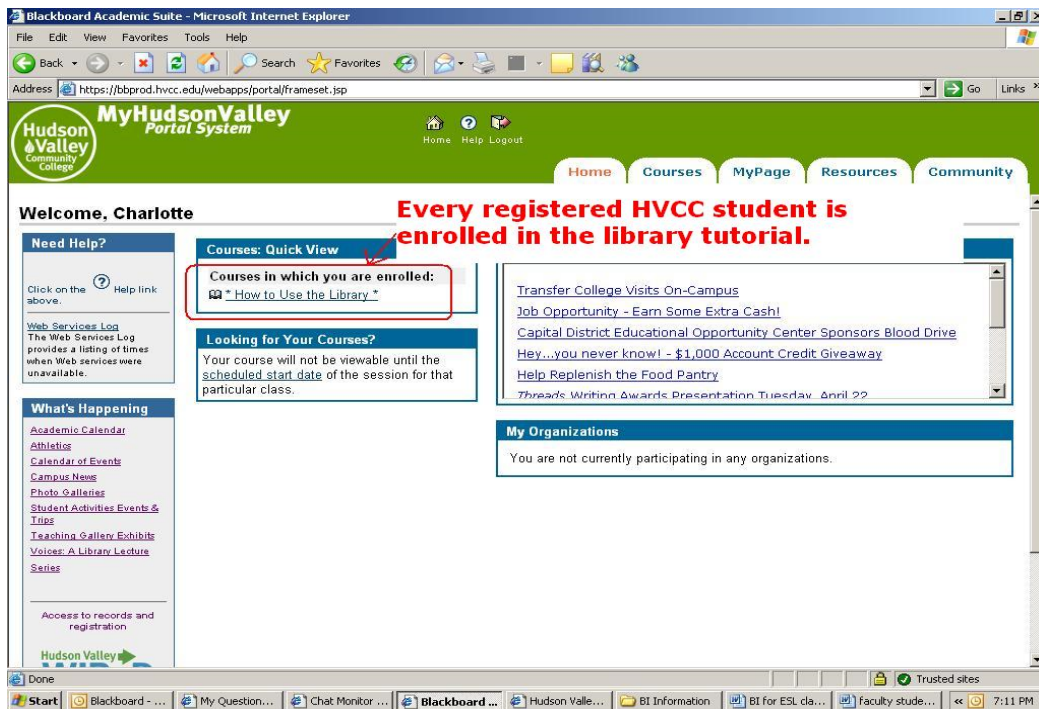 Blackboard Academic Suite - Microsoft Internet Explorer
File Edit View Favorites Tools Help
Back Search Favorites
Address https://bbprod.hvcc.edu/webapps/portal/frameset.jsp Go Links »
Hudson
Valley
Community
College
MyHudsonValley
Portal System
Home Help Logout
Home Courses MyPage Resources Community
Welcome, Charlotte
Every registered HVCC student is
enrolled in the library tutorial.
Need Help?
Click on the ? Help link
above.
Web Services Log
The Web Services Log
provides a listing of times
when Web services were
unavailable.
What's Happening
Academic Calendar
Athletics
Calendar of Events
Campus News
Photo Galleries
Student Activities Events &
Trips
Teaching Gallery Exhibits
Voices: A Library Lecture
Series
Access to records and
registration
Hudson Valley
Courses: Quick View
Courses in which you are enrolled:
* How to Use the Library *
Looking for Your Courses?
Your course will not be viewable until the
scheduled start date of the session for that
particular class.
Transfer College Visits On-Campus
Job Opportunity - Earn Some Extra Cash!
Capital District Educational Opportunity Center Sponsors Blood Drive
Hey...you never know! - $1,000 Account Credit Giveaway
Help Replenish the Food Pantry
Threads Writing Awards Presentation Tuesday, April 22
My Organizations
You are not currently participating in any organizations.
Done Trusted sites
Start Blackboard - ... My Question... Chat Monitor ... Blackboard ... Hudson Valle... BI Information BI for ESL cla... faculty stude... « 7:11 PM